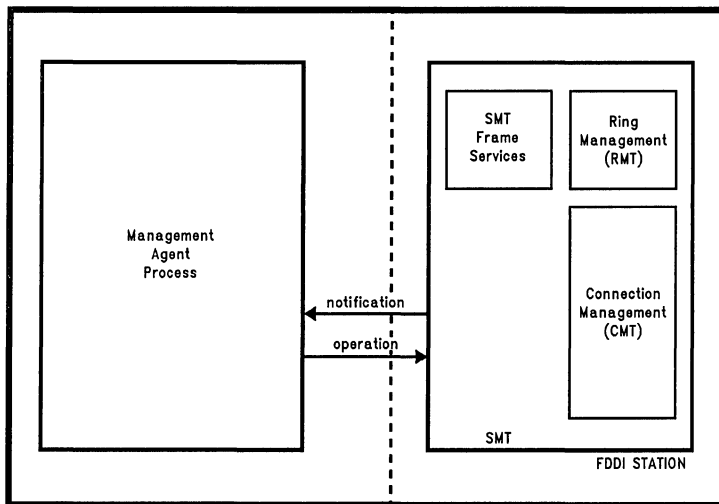 Management
Agent
Process
notification
operation
SMT
Frame
Services
Ring
Management
(RMT)
Connection
Management
(CMT)
SMT
FDDI STATION